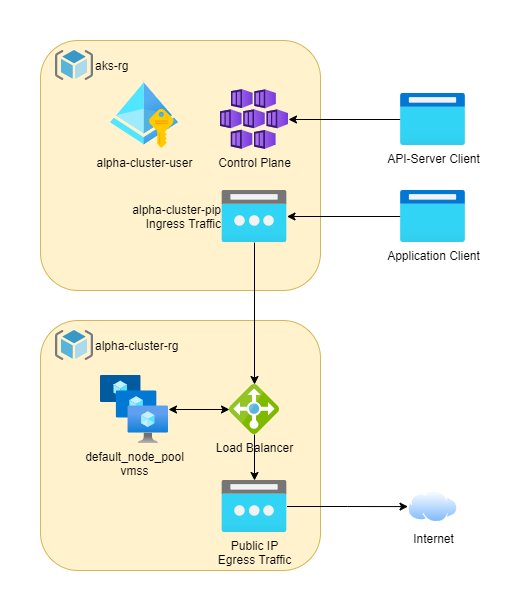 aks-rg
alpha-cluster-user
Control Plane
API-Server Client
alpha-cluster-pip
Ingress Traffic
Application Client
alpha-cluster-rg
default_node_pool
vmss
Load Balancer
Public IP
Egress Traffic
Internet